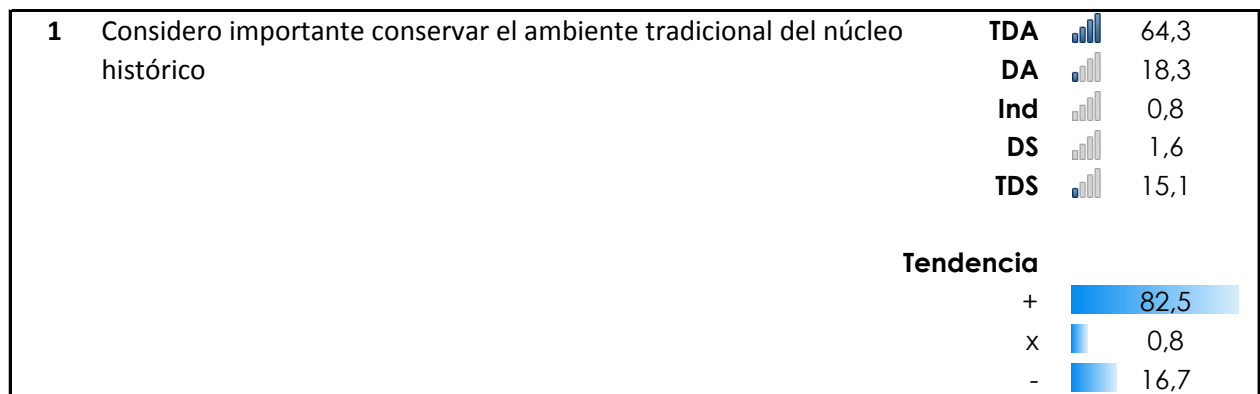 1 Considero importante conservar el ambiente tradicional del núcleo TDA 64,3
histórico DA 18,3
Ind 0,8
DS 1,6
TDS 15,1
Tendencia
+ 82,5
x 0,8
- 16,7